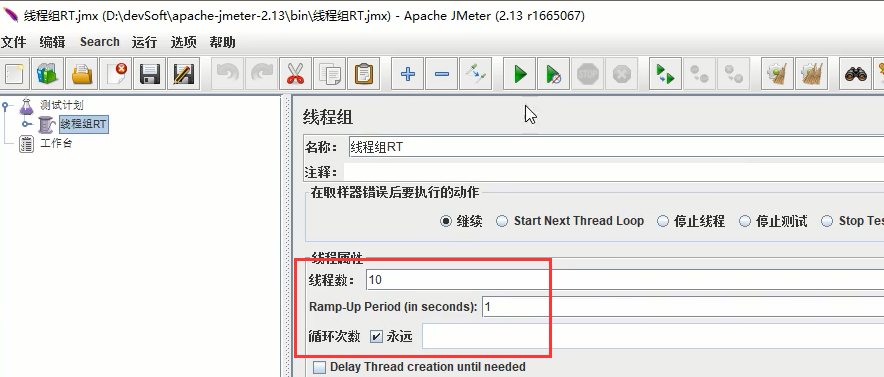 线程组RT.jmx (D:\devSoft\apache-jmeter-2.13\bin\线程组RT.jmx) - Apache JMeter (2.13 r1665067)
文件 编辑 Search 运行 选项 帮助
测试计划
线程组RT
工作台
线程组
名称： 线程组RT
注释：
在取样器错误后要执行的动作
继续 Start Next Thread Loop 停止线程 停止测试 Stop Tes
线程属性
线程数： 10
Ramp-Up Period (in seconds): 1
循环次数 永远
Delay Thread creation until needed